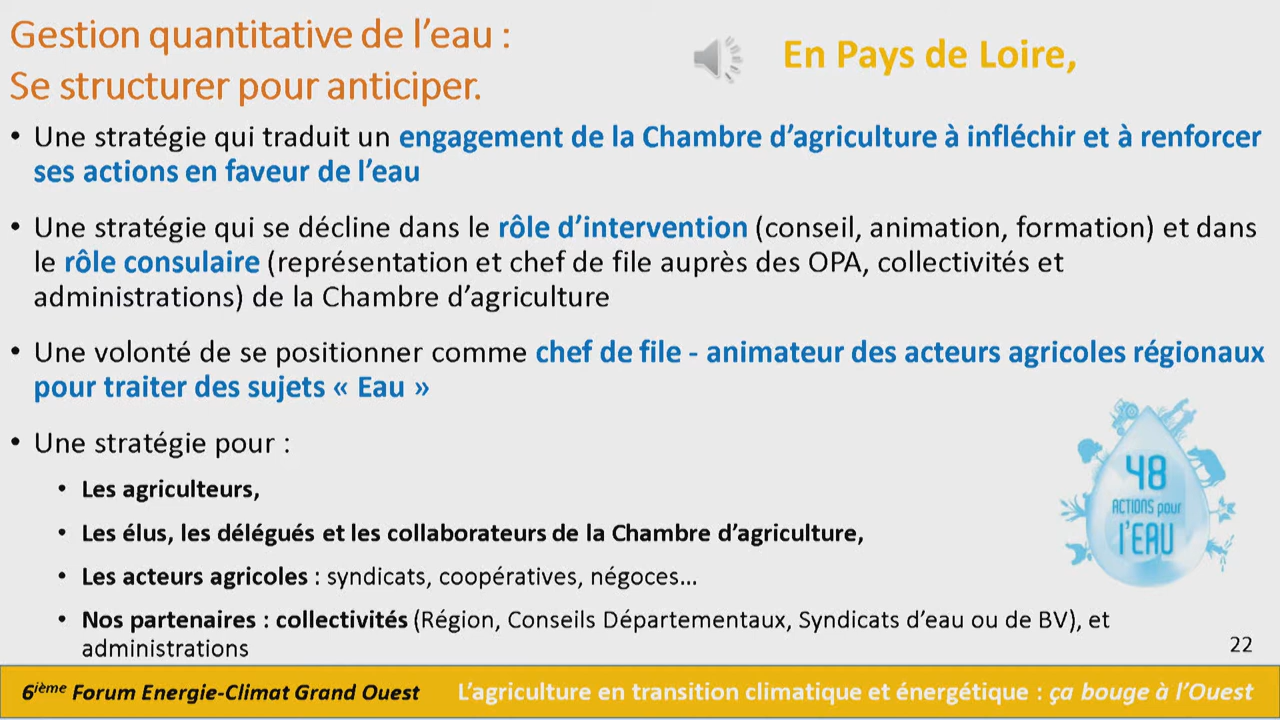 Gestion quantitative de l'eau :
Se structurer pour anticiper.
En Pays de Loire,
• Une stratégie qui traduit un engagement de la Chambre d'agriculture à infléchir et à renforcer
ses actions en faveur de l'eau
• Une stratégie qui se décline dans le rôle d'intervention (conseil, animation, formation) et dans
le rôle consulaire (représentation et chef de file auprès des OPA, collectivités et
administrations) de la Chambre d'agriculture
• Une volonté de se positionner comme chef de file - animateur des acteurs agricoles régionaux
pour traiter des sujets « Eau »
• Une stratégie pour :
• Les agriculteurs,
• Les élus, les délégués et les collaborateurs de la Chambre d'agriculture,
• Les acteurs agricoles : syndicats, coopératives, négoces...
• Nos partenaires : collectivités (Région, Conseils Départementaux, Syndicats d'eau ou de BV), et
administrations
48
ACTIONS pour
l'EAU
22
6ième Forum Energie-Climat Grand Ouest
L'agriculture en transition climatique et énergétique : ça bouge à l'Ouest